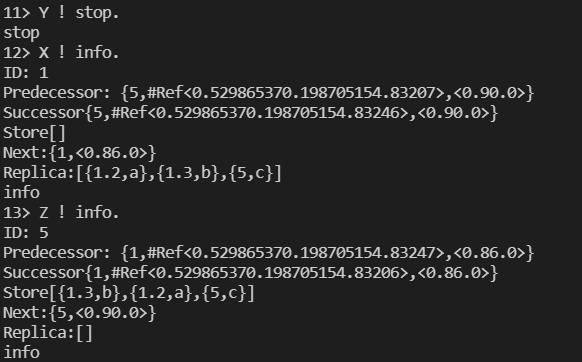 11> Y ! stop.
stop
12> X ! info.
ID: 1
Predecessor: {5,#Ref<0.529865370.198705154.83207>,<0.90.0>}
Successor{5,#Ref<0.529865370.198705154.83246>,<0.90.0>}
Store[]
Next:{1,<0.86.0>}
Replica:[{1.2,a},{1.3,b},{5,c}]
info
13> Z ! info.
ID: 5
Predecessor: {1,#Ref<0.529865370.198705154.83247>,<0.86.0>}
Successor{1,#Ref<0.529865370.198705154.83206>,<0.86.0>}
Store[{1.3,b},{1.2,a},{5,c}]
Next:{5,<0.90.0>}
Replica:[]
info